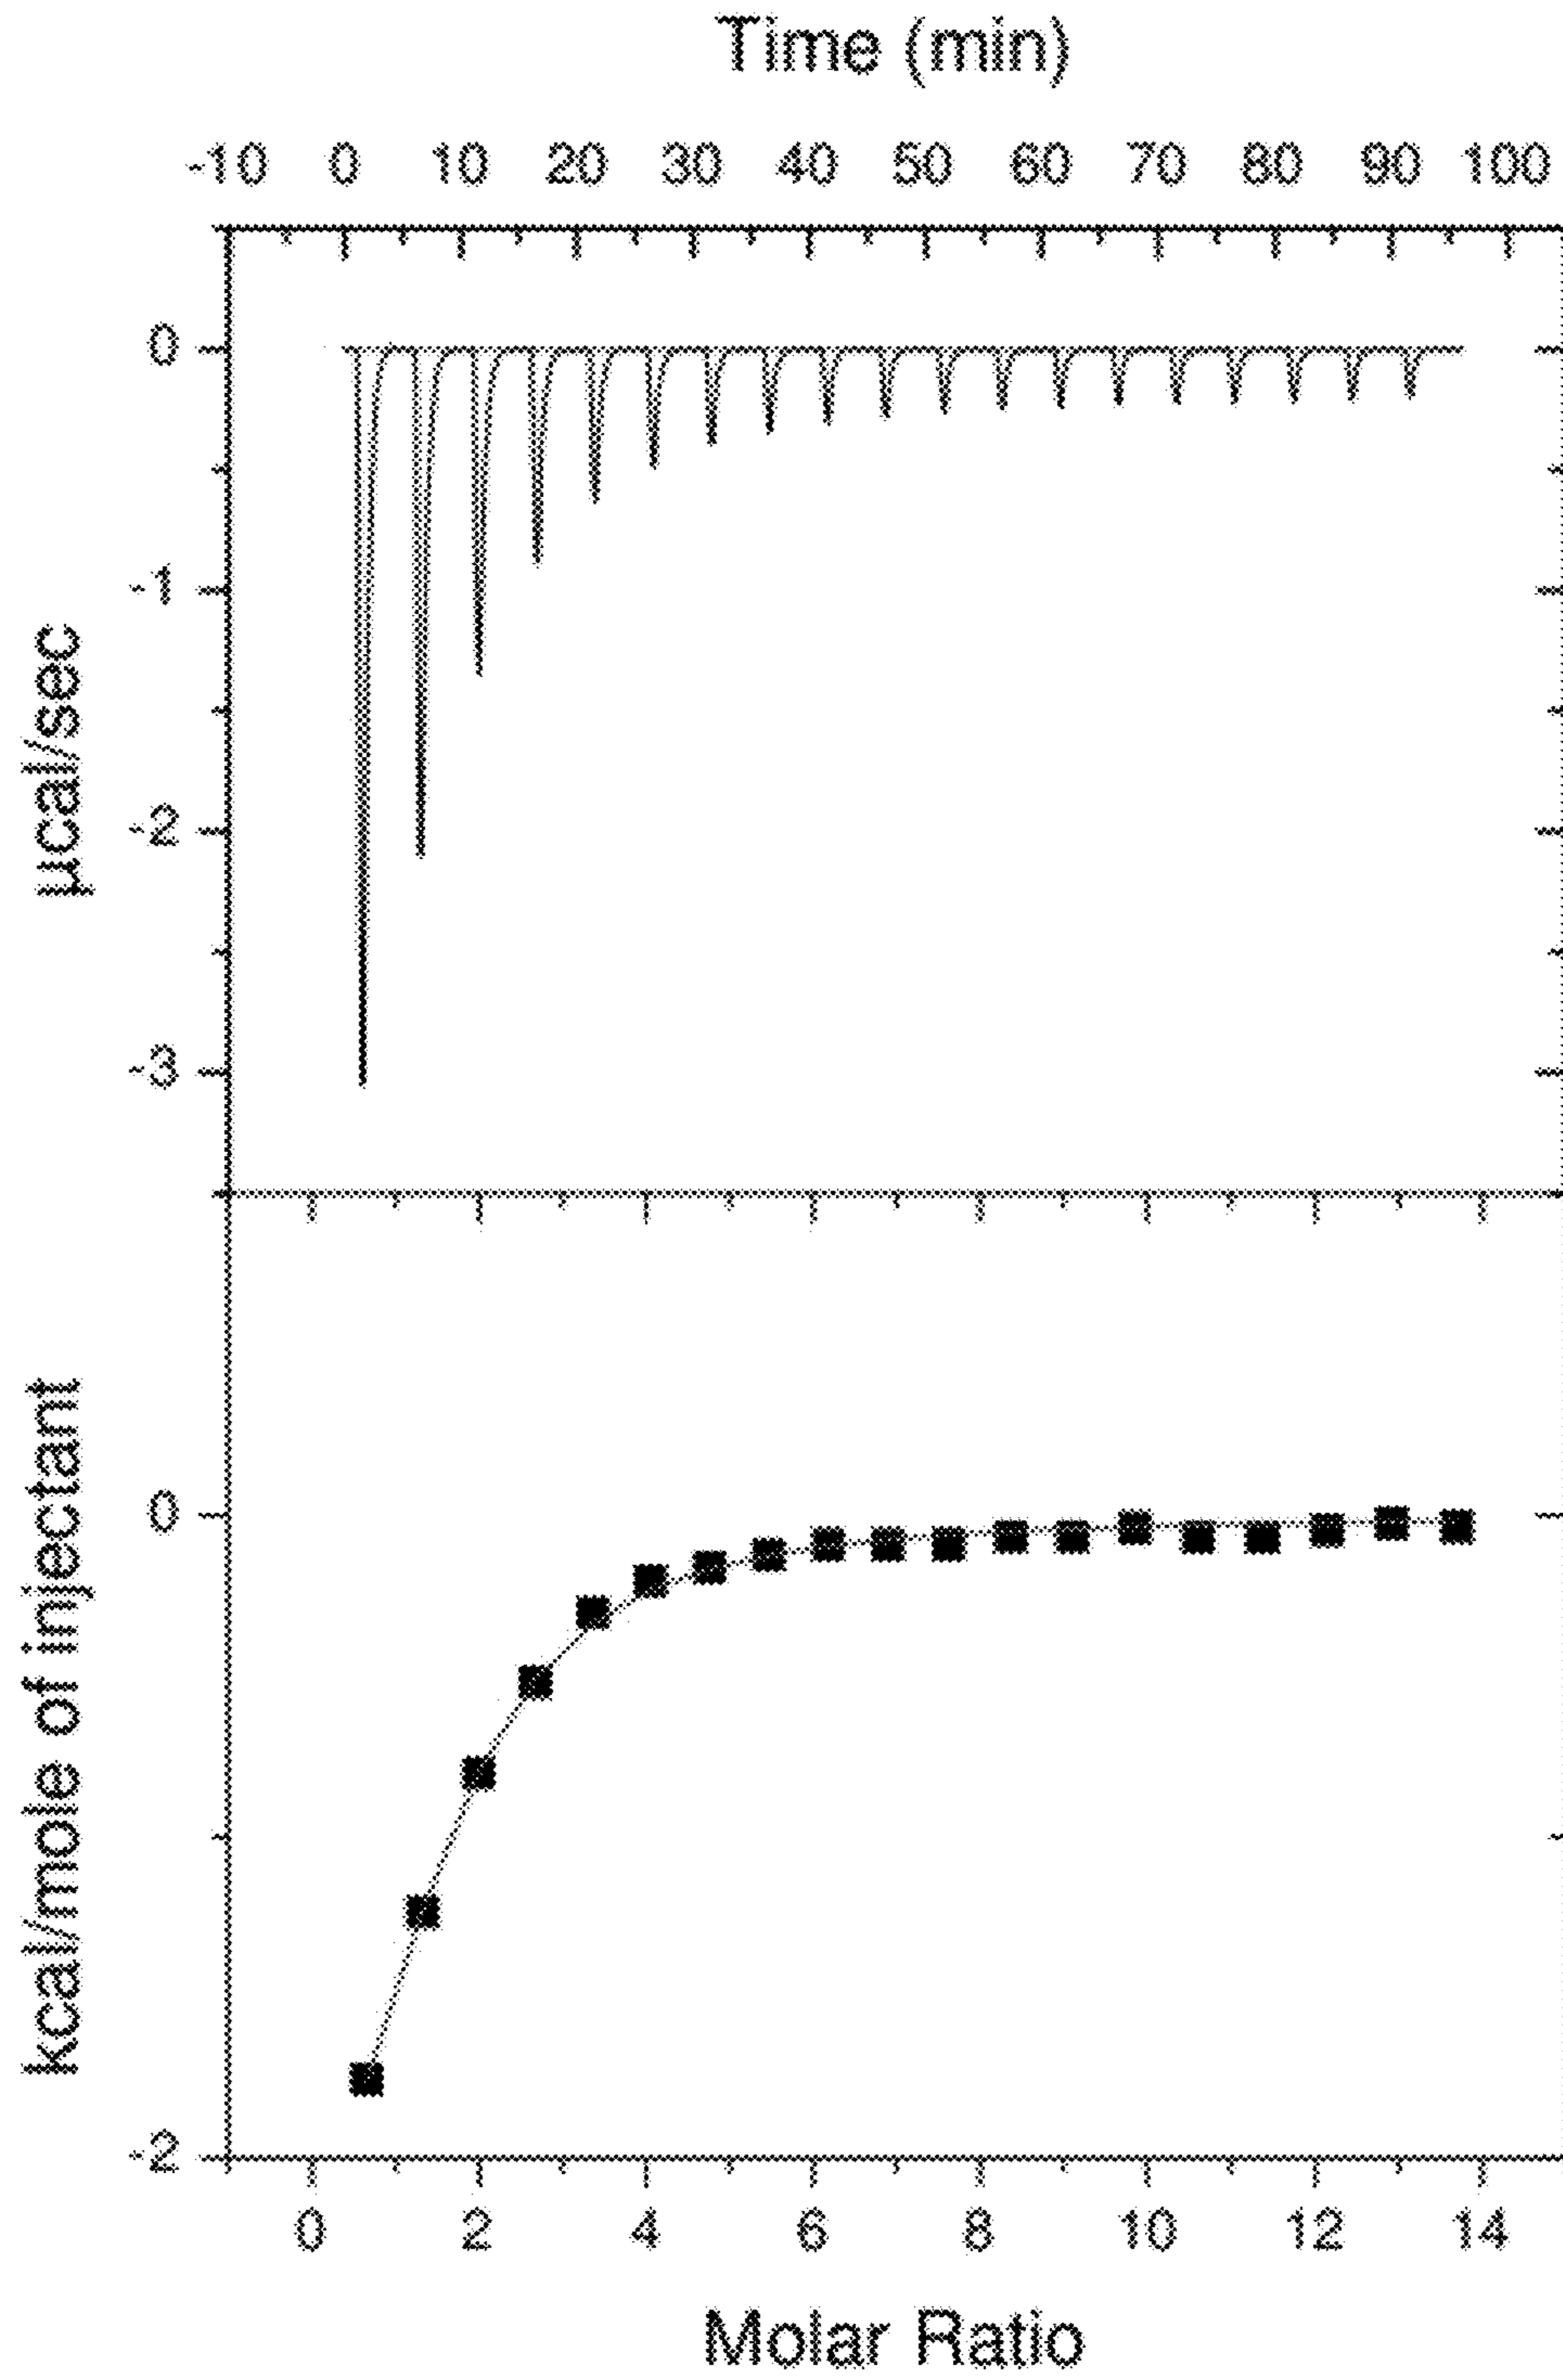 Time (min)
-10 0 10 20 30 40 50 60 70 80 90 100
0
-1
-2
-3
µcal/sec
0
-2
kcal/mole of injectant
0 2 4 6 8 10 12 14
Molar Ratio